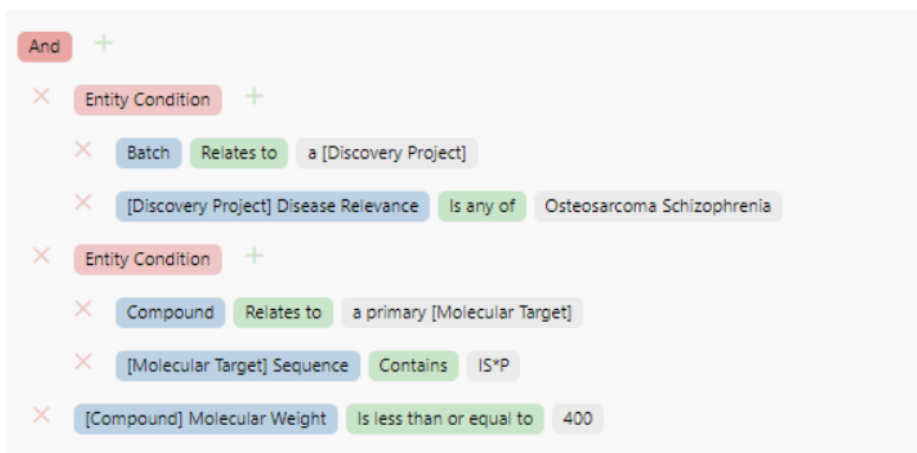 And +
× Entity Condition +
× Batch Relates to a [Discovery Project]
× [Discovery Project] Disease Relevance Is any of Osteosarcoma Schizophrenia
× Entity Condition +
× Compound Relates to a primary [Molecular Target]
× [Molecular Target] Sequence Contains IS*P
× [Compound] Molecular Weight Is less than or equal to 400